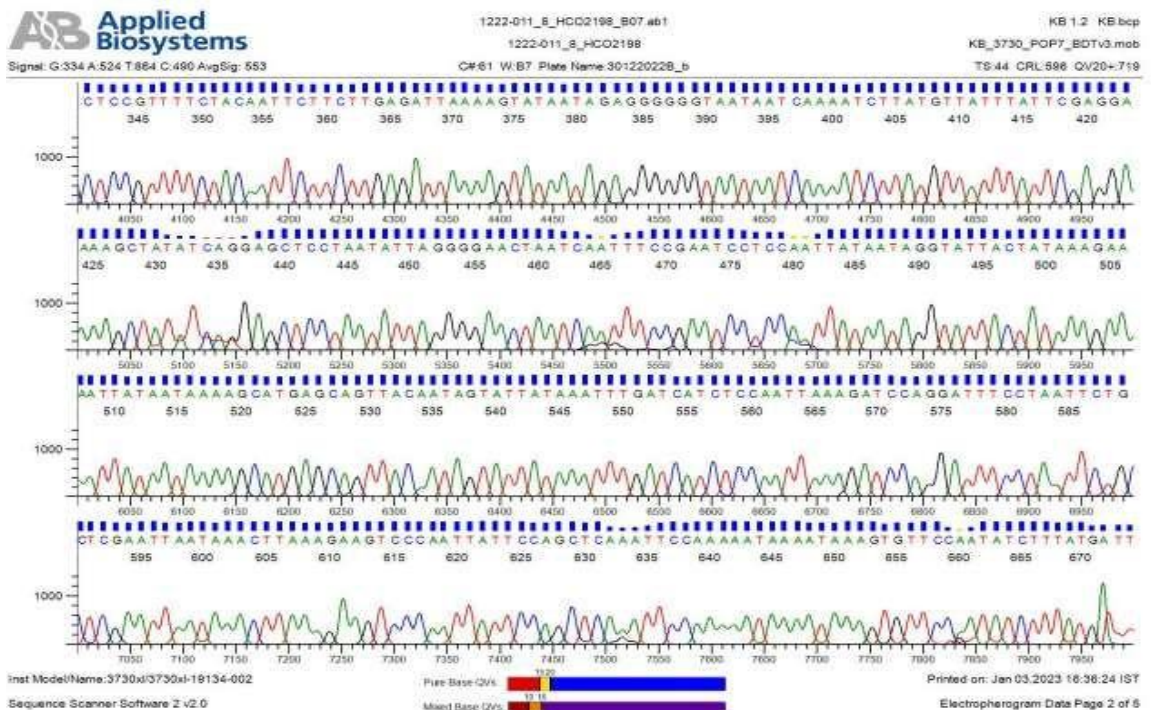 AB Applied Biosystems
1222-011_8_HCO2198_B07.ab1
KB 1.2 KB.bcp
1222-011_8_HCO2198
KB_3730_POP7_BDTv3.mob
Signal: G:334 A:524 T:864 C:490 AvgSig: 553
C#:61 W:B7 Plate Name:30122022B_b
TS:44 CRL:596 QV20+:719
CTCCGTTTTCTACAATTCTTCTTGAGATTAAAAGTATAATAGAGGGGGGTAATAATCAAAATCTTATGTTATTTATTCGAGGA
345 350 355 360 365 370 375 380 385 390 395 400 405 410 415 420
1000
4050 4100 4150 4200 4250 4300 4350 4400 4450 4500 4550 4600 4650 4700 4750 4800 4850 4900 4950
AAAGCTATATCAGGAGCTCCTAATATTAGGGGAACTAATCAATTTCCGAATCCTCCAATTATAATAGGTATTACTATAAAGAA
425 430 435 440 445 450 455 460 465 470 475 480 485 490 495 500 505
1000
5050 5100 5150 5200 5250 5300 5350 5400 5450 5500 5550 5600 5650 5700 5750 5800 5850 5900 5950
AATTATAATAAAAGCATGAGCAGTTACAATAGTATTATAAATTTGATCATCTCCAATTAAAGATCCAGGATTTCCTAATTCTG
510 515 520 525 530 535 540 545 550 555 560 565 570 575 580 585
1000
6050 6100 6150 6200 6250 6300 6350 6400 6450 6500 6550 6600 6650 6700 6750 6800 6850 6900 6950
CTCGAATTAATAAACTTAAAGAAGTCCCAATTATTCCAGCTCAAATTCCAAAAATAAAATAAAGTGTTCCAATATCTTTATGATT
595 600 605 610 615 620 625 630 635 640 645 650 655 660 665 670
1000
7050 7100 7150 7200 7250 7300 7350 7400 7450 7500 7550 7600 7650 7700 7750 7800 7850 7900 7950
Inst Model/Name:3730xl/3730xl-19134-002
Pure Base QVs
15 20
Printed on: Jan 03,2023 16:36:24 IST
Sequence Scanner Software 2 v2.0
Mixed Base QVs
10 15
Electropherogram Data Page 2 of 5